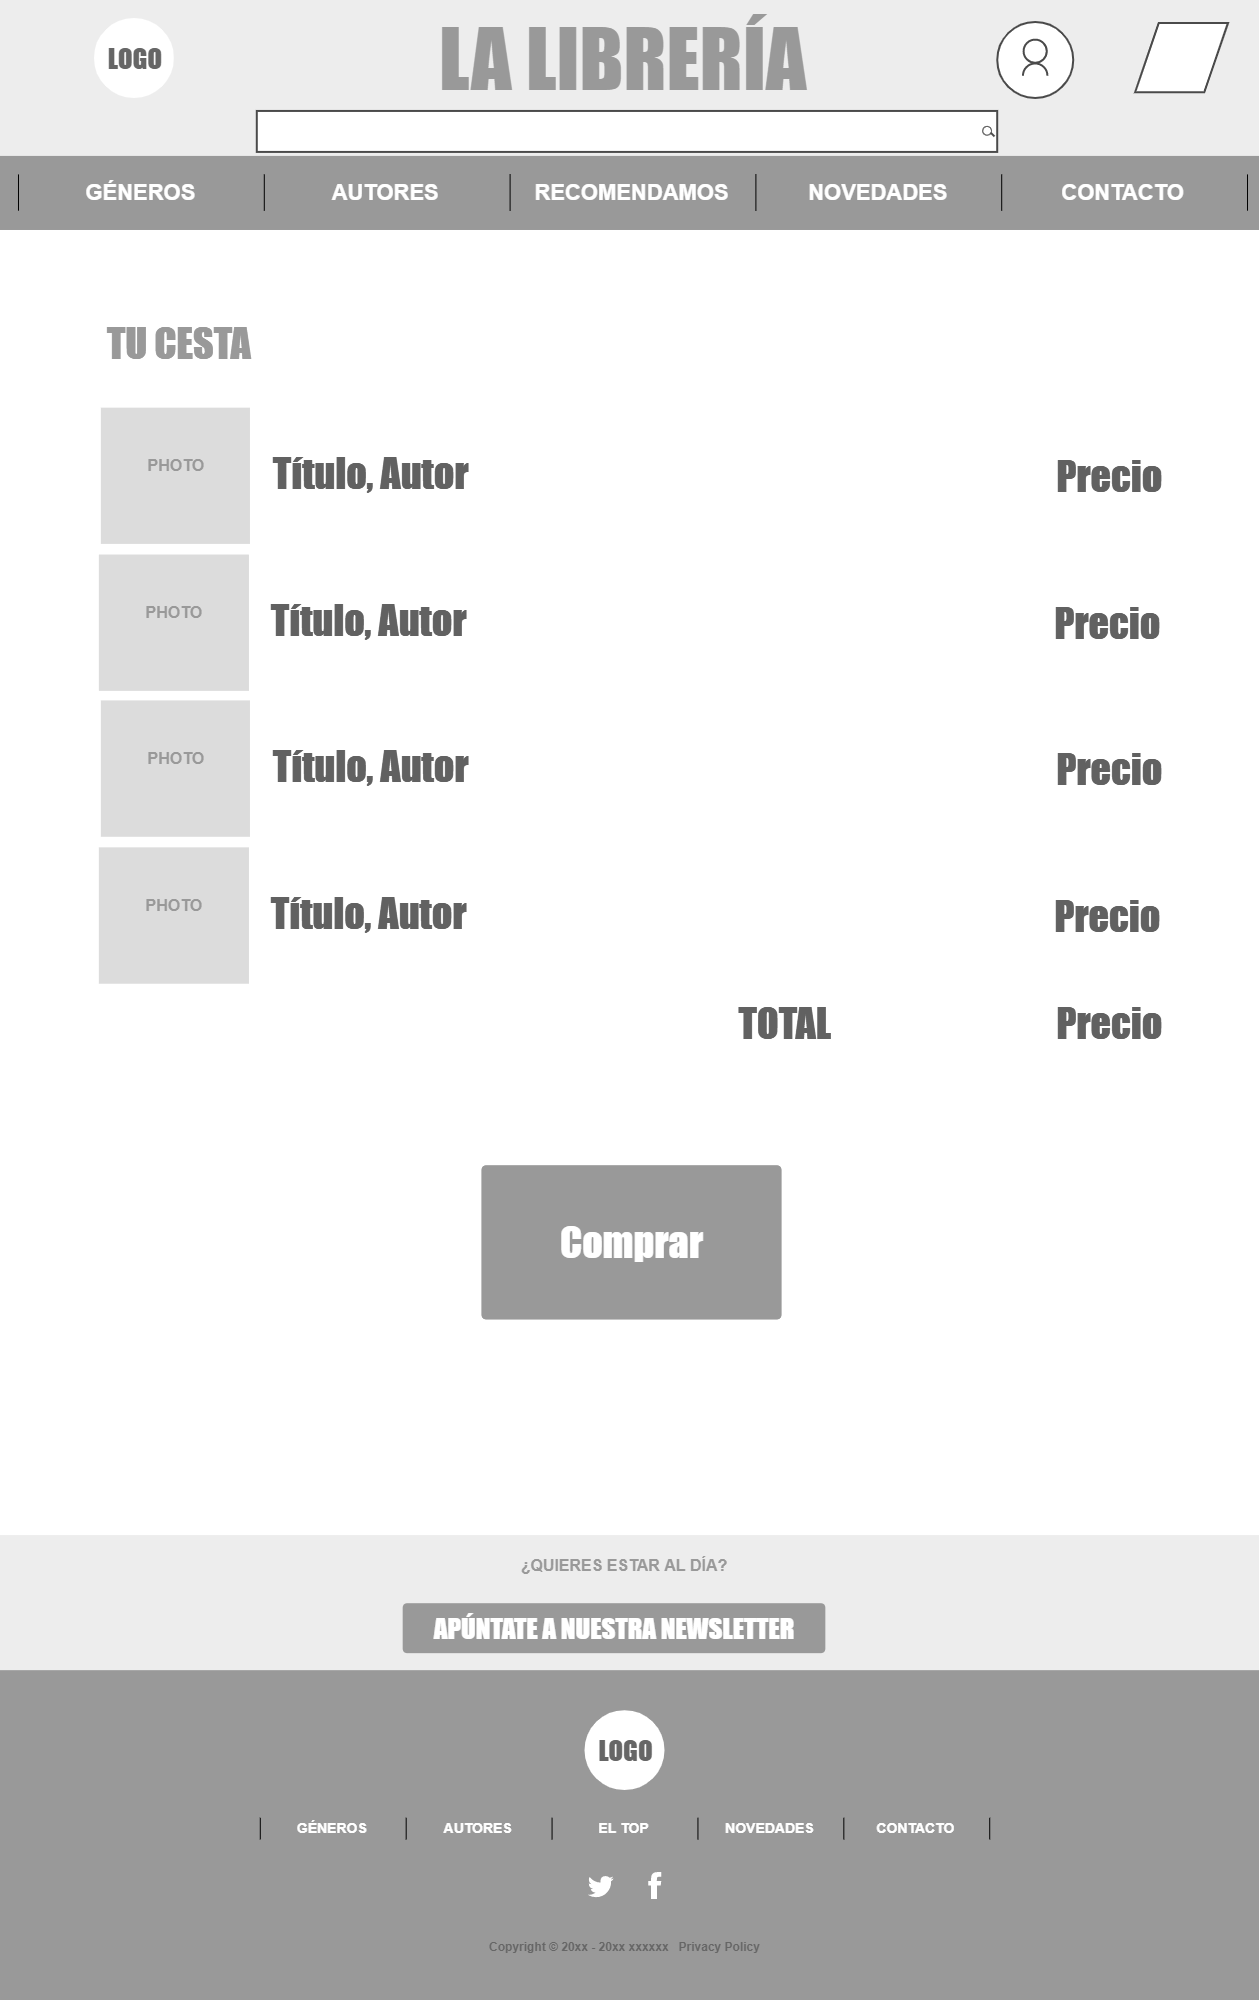 LOGO
LA LIBRERÍA
GÉNEROS
AUTORES
RECOMENDAMOS
NOVEDADES
CONTACTO
TU CESTA
PHOTO
Título, Autor
Precio
PHOTO
Título, Autor
Precio
PHOTO
Título, Autor
Precio
PHOTO
Título, Autor
Precio
TOTAL
Precio
Comprar
¿QUIERES ESTAR AL DÍA?
APÚNTATE A NUESTRA NEWSLETTER
LOGO
GÉNEROS
AUTORES
EL TOP
NOVEDADES
CONTACTO
Copyright © 20xx - 20xx xxxxxx Privacy Policy